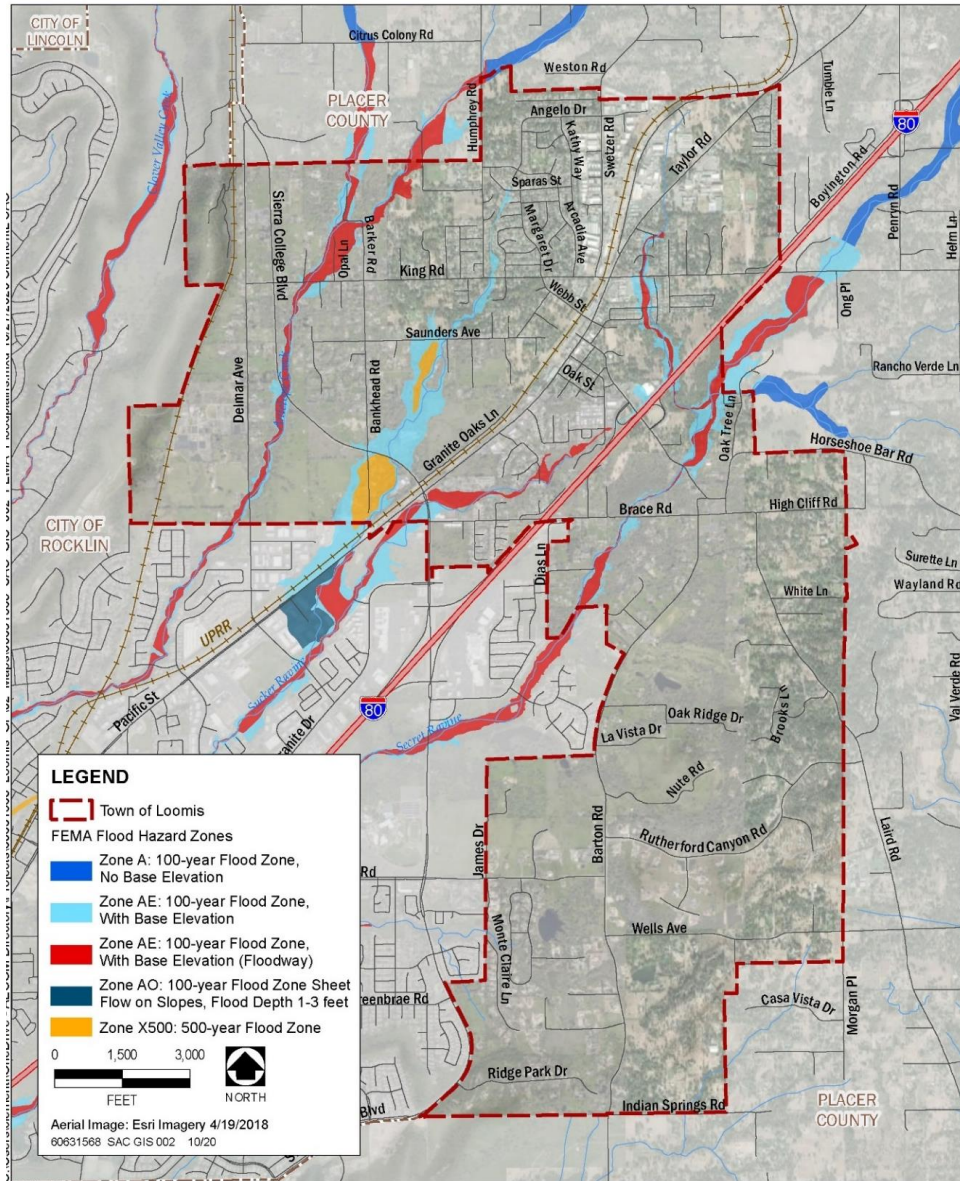 CITY OF
LINCOLN
Citrus Colony Rd
Weston Rd
Tumble Ln
PLACER
COUNTY
Humphrey Rd
Angelo Dr
Kathy Way
Swetzer Rd
Taylor Rd
80
Boyington Rd
Penryn Rd
Helm Ln
Sierra College Blvd
Opal Ln
Barker Rd
Sparas St
Margaret Dr
Arcadia Ave
King Rd
Webb St
Ong Pl
Saunders Ave
Rancho Verde Ln
Delmar Ave
Bankhead Rd
Oak St
Granite Oaks Ln
Oak Tree Ln
Horseshoe Bar Rd
CITY OF
ROCKLIN
Brace Rd
High Cliff Rd
Dias Ln
Surette Ln
Wayland Rd
White Ln
UPRR
Val Verde Rd
Pacific St
Sucker Ravine
80
Secret Ravine
Oak Ridge Dr
La Vista Dr
Brooks Ln
Nute Rd
Rutherford Canyon Rd
Laird Rd
James Dr
Barton Rd
Rd
Wells Ave
Monte Claire Ln
Casa Vista Dr
Morgan Pl
Ridge Park Dr
Blvd
Indian Springs Rd
PLACER
COUNTY
LEGEND
Town of Loomis
FEMA Flood Hazard Zones
Zone A: 100-year Flood Zone,
No Base Elevation
Zone AE: 100-year Flood Zone,
With Base Elevation
Zone AE: 100-year Flood Zone,
With Base Elevation (Floodway)
Zone AO: 100-year Flood Zone Sheet
Flow on Slopes, Flood Depth 1-3 feet
Zone X500: 500-year Flood Zone
0 1,500 3,000
FEET
NORTH
Aerial Image: Esri Imagery 4/19/2018
60631568 SAC GIS 002 10/20